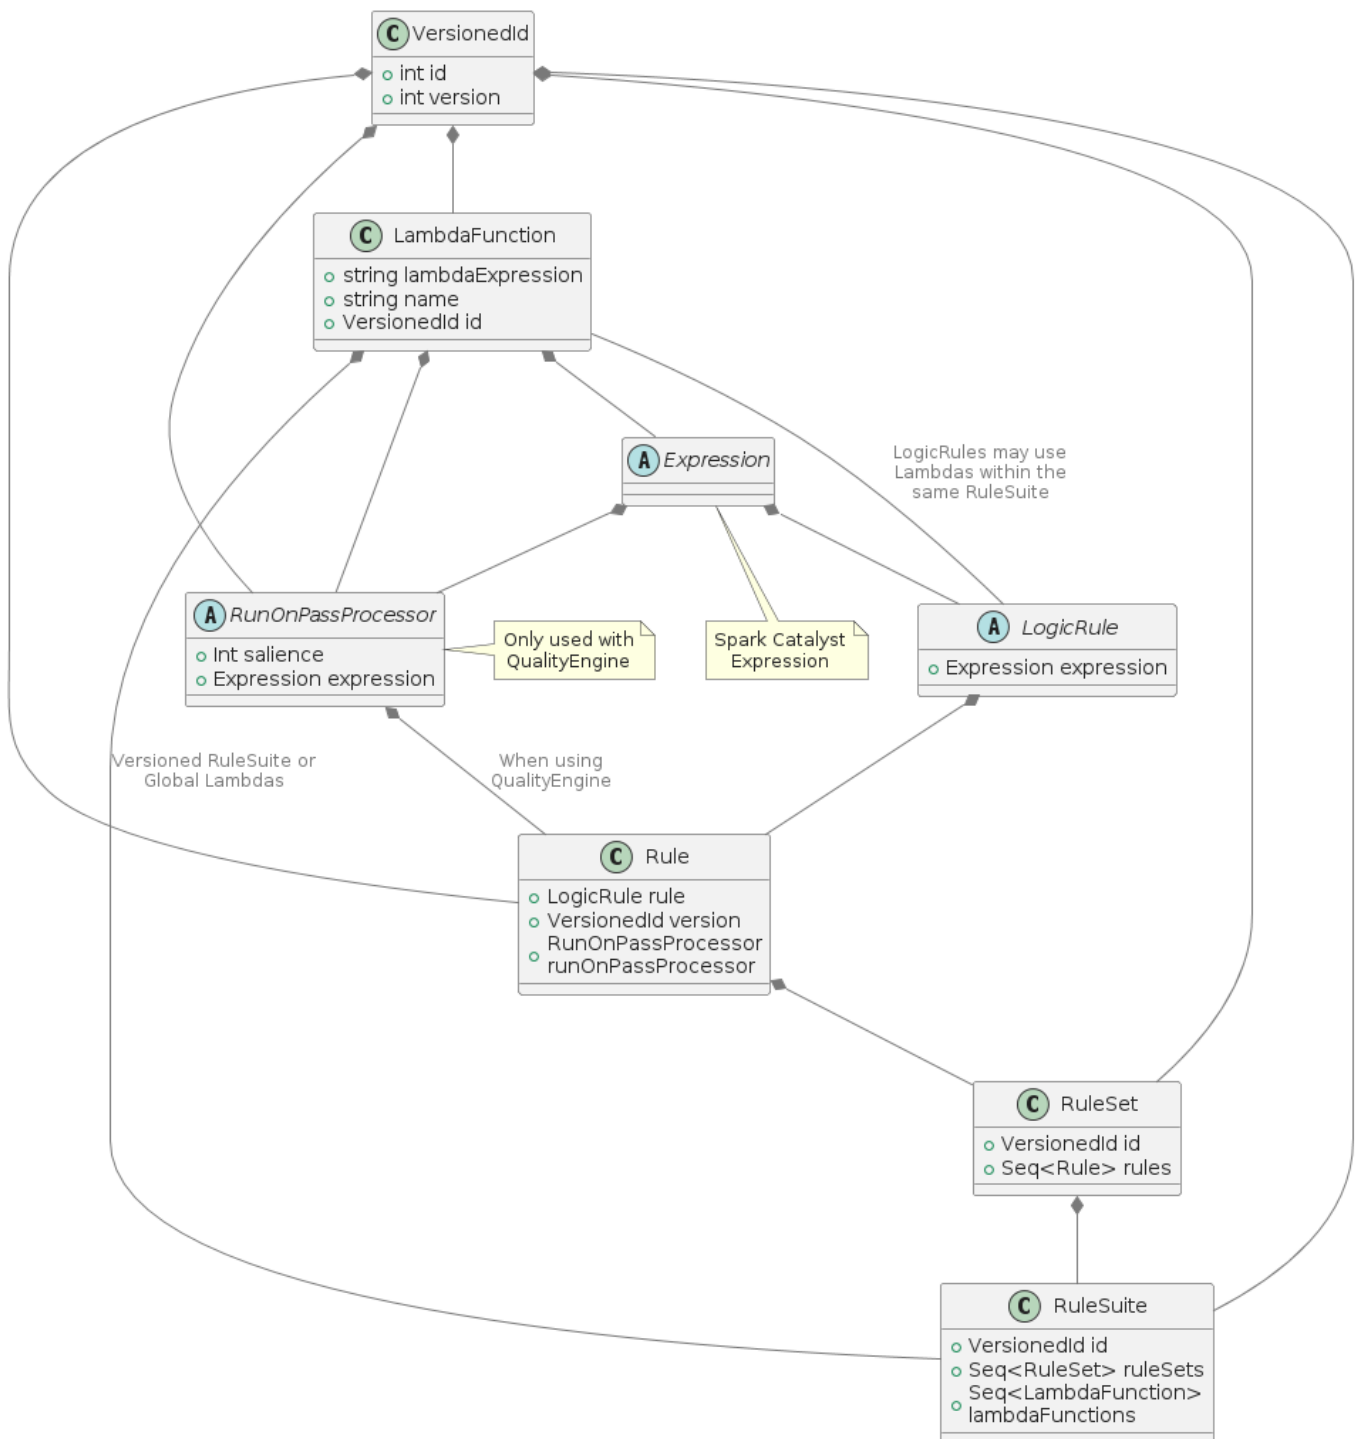 C VersionedId
int id
int version
C LambdaFunction
string lambdaExpression
string name
VersionedId id
A Expression
LogicRules may use
Lambdas within the
same RuleSuite
A RunOnPassProcessor
Int salience
Expression expression
Only used with
QualityEngine
Spark Catalyst
Expression
A LogicRule
Expression expression
Versioned RuleSuite or
Global Lambdas
When using
QualityEngine
C Rule
LogicRule rule
VersionedId version
RunOnPassProcessor
runOnPassProcessor
C RuleSet
VersionedId id
Seq<Rule> rules
C RuleSuite
VersionedId id
Seq<RuleSet> ruleSets
Seq<LambdaFunction>
lambdaFunctions